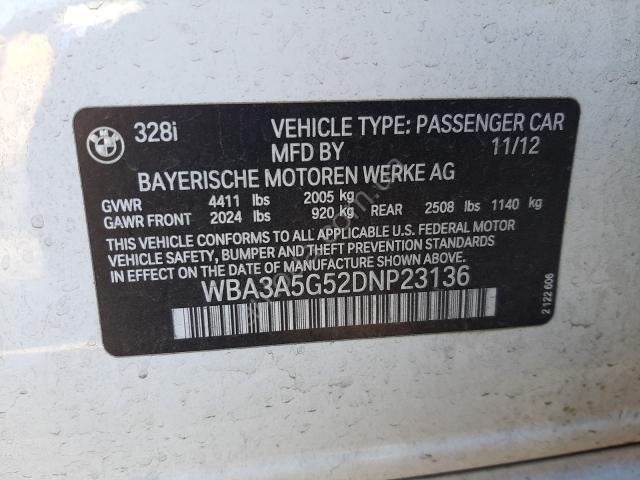 328i
VEHICLE TYPE: PASSENGER CAR
MFD BY 11/12
BAYERISCHE MOTOREN WERKE AG
GVWR 4411 lbs 2005 kg
GAWR FRONT 2024 lbs 920 kg REAR 2508 lbs 1140 kg
THIS VEHICLE CONFORMS TO ALL APPLICABLE U.S. FEDERAL MOTOR
VEHICLE SAFETY, BUMPER, AND THEFT PREVENTION STANDARDS
IN EFFECT ON THE DATE OF MANUFACTURE SHOWN ABOVE.
WBA3A5G52DNP23136
2 122 606